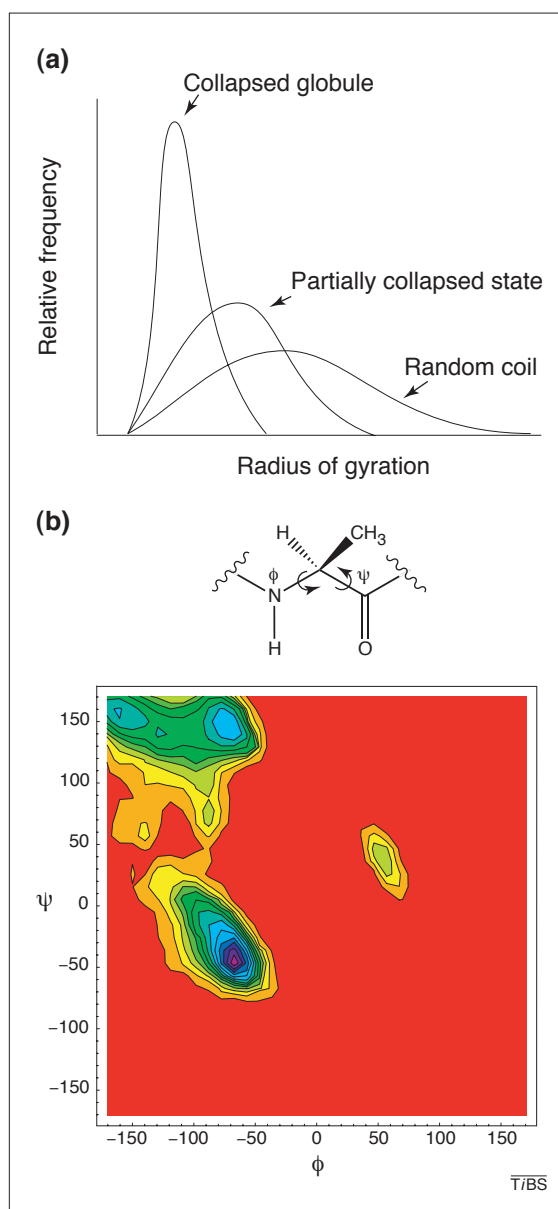 (a)
Collapsed globule
Partially collapsed state
Random coil
Relative frequency
Radius of gyration
(b)
H CH3
ϕ ψ
N
H O
150
100
50
0
−50
−100
−150
ψ
−150 −100 −50 0 50 100 150
ϕ
TiBS